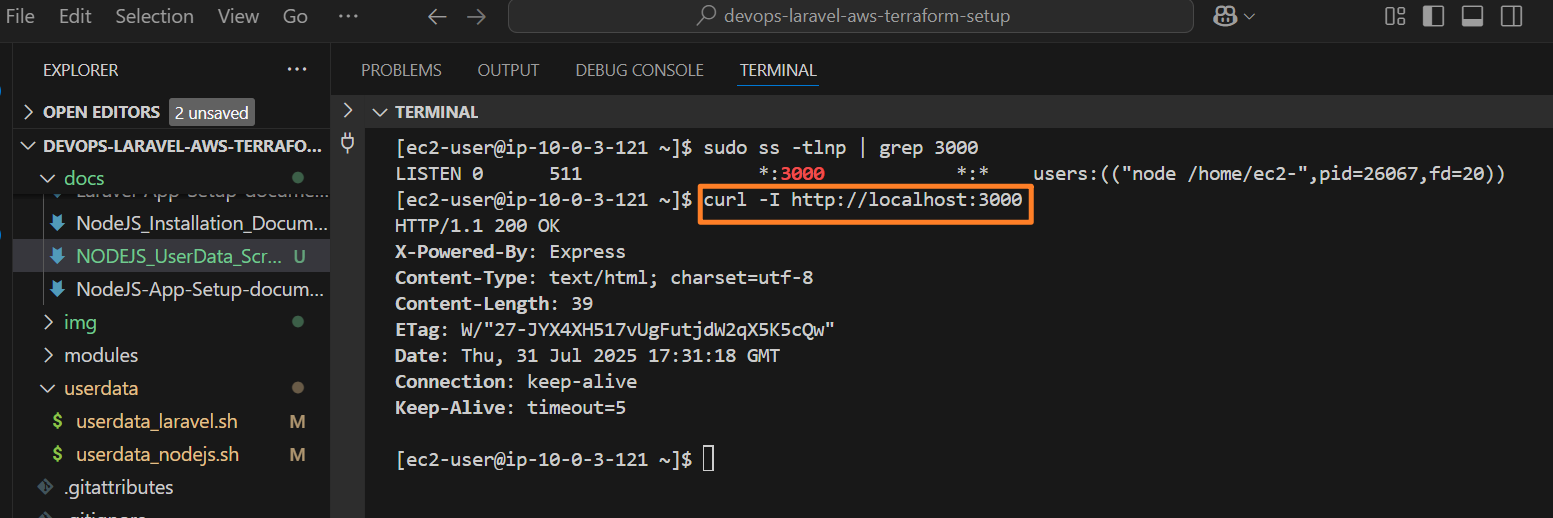 File Edit Selection View Go ...
devops-laravel-aws-terraform-setup
EXPLORER ...
OPEN EDITORS 2 unsaved
DEVOPS-LARAVEL-AWS-TERRAFO...
docs
Laravel-App-Setup-docume...
NodeJS_Installation_Docum...
NODEJS_UserData_Scr... U
NodeJS-App-Setup-docum...
img
modules
userdata
$ userdata_laravel.sh M
$ userdata_nodejs.sh M
.gitattributes
.gitignore
PROBLEMS OUTPUT DEBUG CONSOLE TERMINAL
TERMINAL
[ec2-user@ip-10-0-3-121 ~]$ sudo ss -tlnp | grep 3000
LISTEN 0 511 *:3000 *:* users:(("node /home/ec2-",pid=26067,fd=20))
[ec2-user@ip-10-0-3-121 ~]$ curl -I http://localhost:3000
HTTP/1.1 200 OK
X-Powered-By: Express
Content-Type: text/html; charset=utf-8
Content-Length: 39
ETag: W/"27-JYX4XH517vUgFutjdW2qX5K5cQw"
Date: Thu, 31 Jul 2025 17:31:18 GMT
Connection: keep-alive
Keep-Alive: timeout=5
[ec2-user@ip-10-0-3-121 ~]$